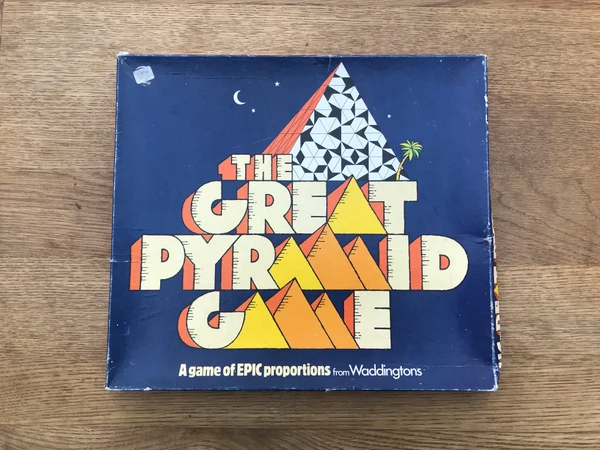 THE
GREAT
PYRAMID
GAME
A game of EPIC proportions from Waddingtons